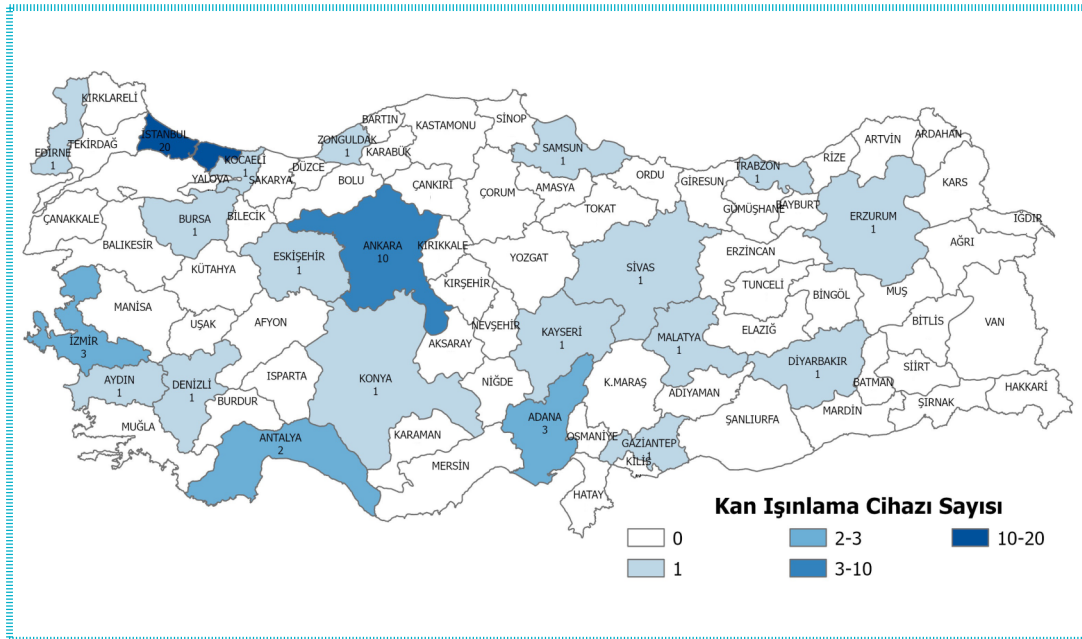 KIRKLARELİ
EDİRNE
1
TEKİRDAĞ
İSTANBUL
20
KOCAELİ
1
YALOVA
SAKARYA
DÜZCE
ZONGULDAK
1
BARTIN
KARABÜK
KASTAMONU
SİNOP
SAMSUN
1
ORDU
GİRESUN
TRABZON
1
RİZE
ARTVİN
ARDAHAN
KARS
IĞDIR
AĞRI
ERZURUM
1
BAYBURT
GÜMÜŞHANE
ERZİNCAN
TOKAT
AMASYA
ÇORUM
ÇANKIRI
BOLU
BİLECİK
BURSA
1
ÇANAKKALE
BALIKESİR
KÜTAHYA
ESKİŞEHİR
1
ANKARA
10
KIRIKKALE
KIRŞEHİR
YOZGAT
SİVAS
1
TUNCELİ
BİNGÖL
MUŞ
BİTLİS
VAN
HAKKARİ
ŞIRNAK
SİİRT
BATMAN
MARDİN
DİYARBAKIR
1
ELAZIĞ
MALATYA
1
ADIYAMAN
ŞANLIURFA
K.MARAŞ
KAYSERİ
1
NEVŞEHİR
AKSARAY
NİĞDE
KONYA
1
AFYON
UŞAK
MANİSA
İZMİR
3
AYDIN
1
DENİZLİ
1
MUĞLA
BURDUR
ISPARTA
ANTALYA
2
KARAMAN
MERSİN
ADANA
3
OSMANİYE
GAZİANTEP
1
KİLİS
HATAY
Kan Işınlama Cihazı Sayısı
0
2-3
10-20
1
3-10